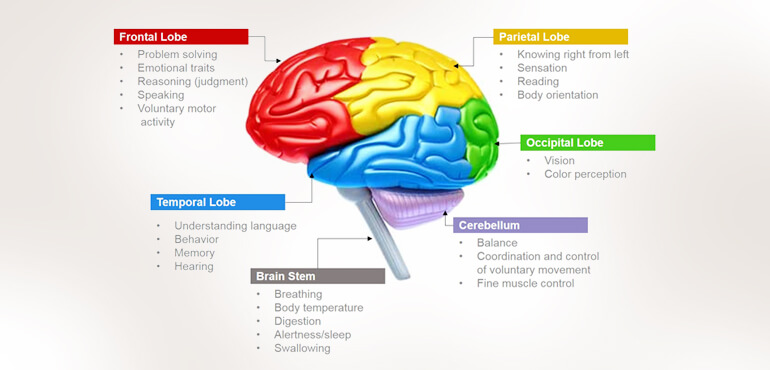 Frontal Lobe
• Problem solving
• Emotional traits
• Reasoning (judgment)
• Speaking
• Voluntary motor
activity
Parietal Lobe
• Knowing right from left
• Sensation
• Reading
• Body orientation
Occipital Lobe
• Vision
• Color perception
Temporal Lobe
• Understanding language
• Behavior
• Memory
• Hearing
Cerebellum
• Balance
• Coordination and control
of voluntary movement
• Fine muscle control
Brain Stem
• Breathing
• Body temperature
• Digestion
• Alertness/sleep
• Swallowing